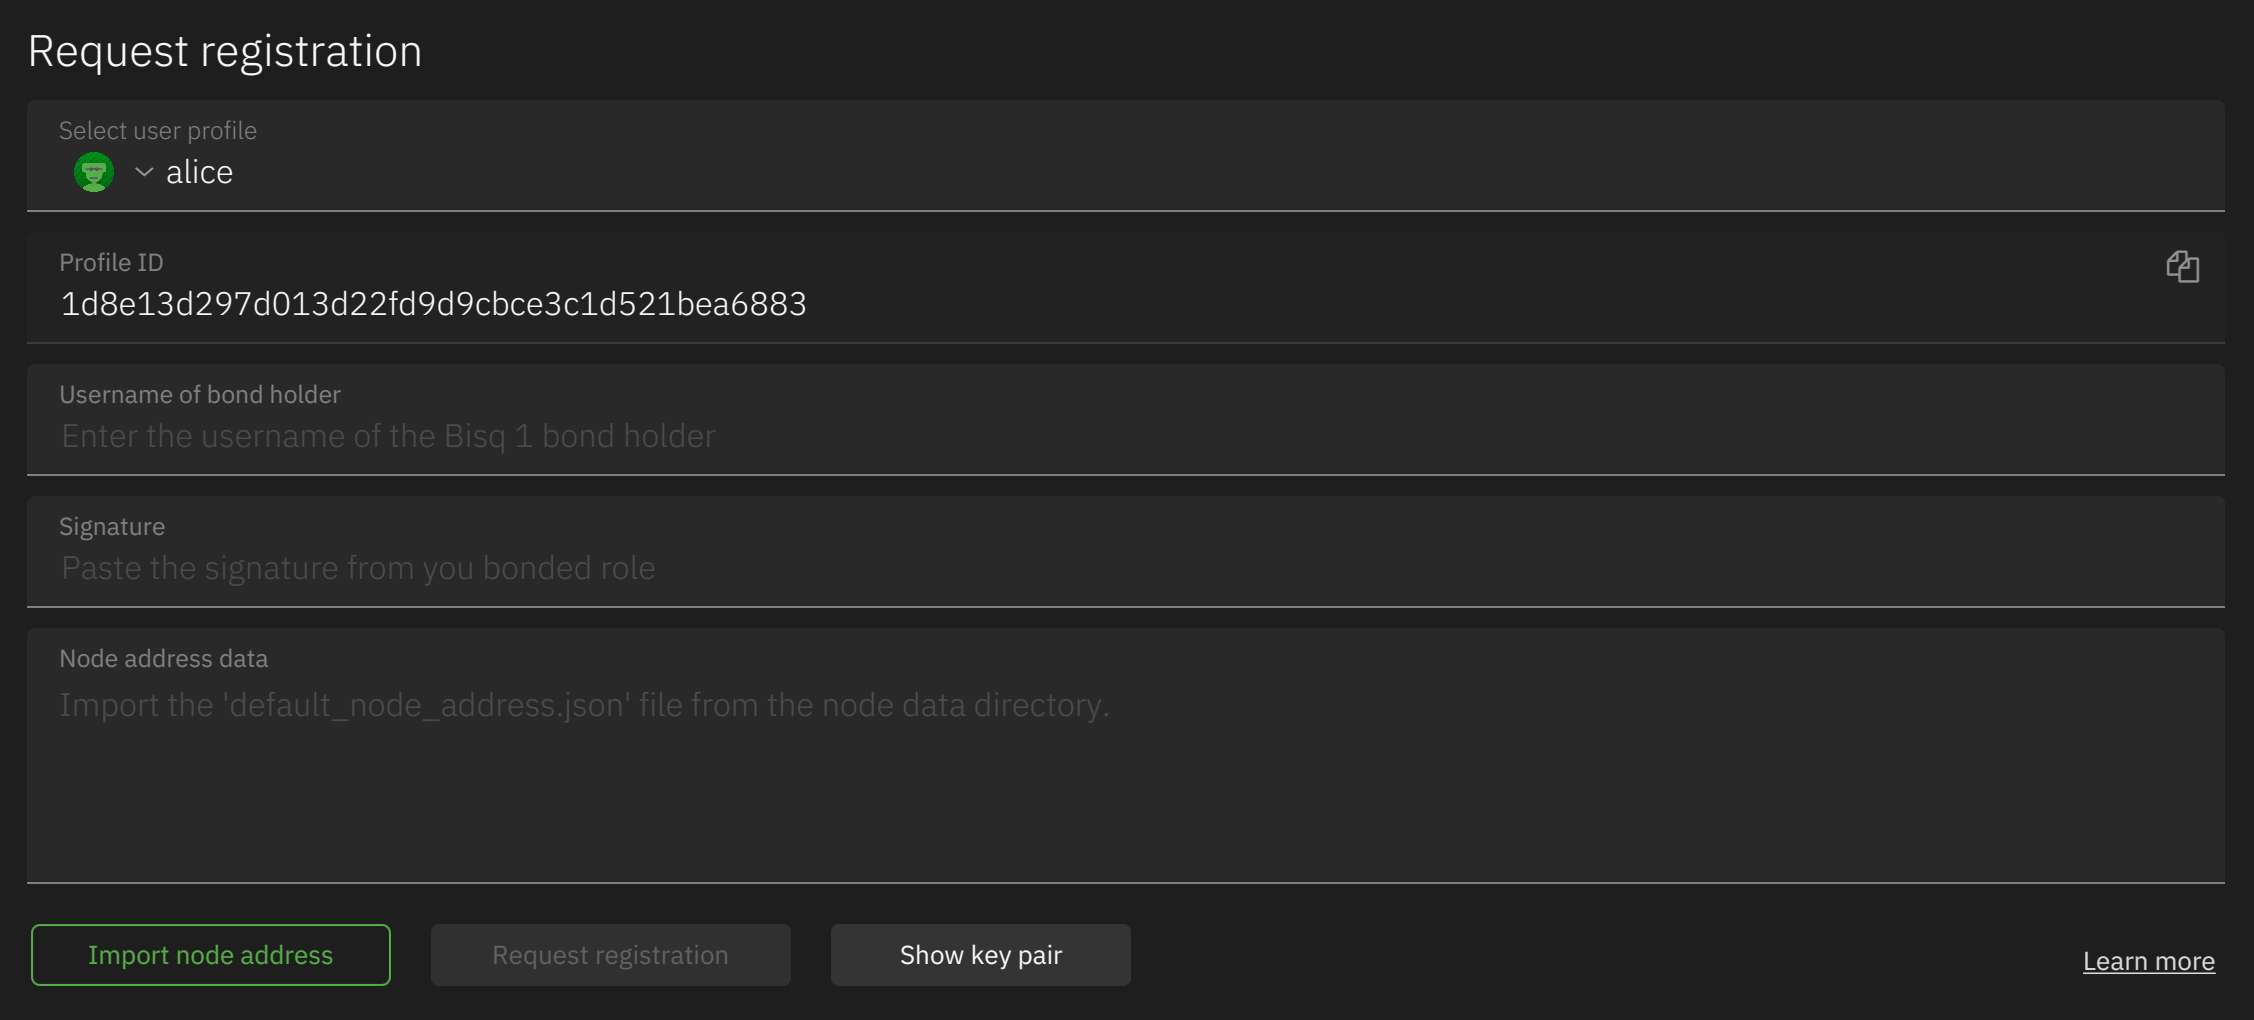 Request registration
Select user profile
alice
Profile ID
1d8e13d297d013d22fd9d9cbce3c1d521bea6883
Username of bond holder
Enter the username of the Bisq 1 bond holder
Signature
Paste the signature from you bonded role
Node address data
Import the 'default_node_address.json' file from the node data directory.
Import node address
Request registration
Show key pair
Learn more